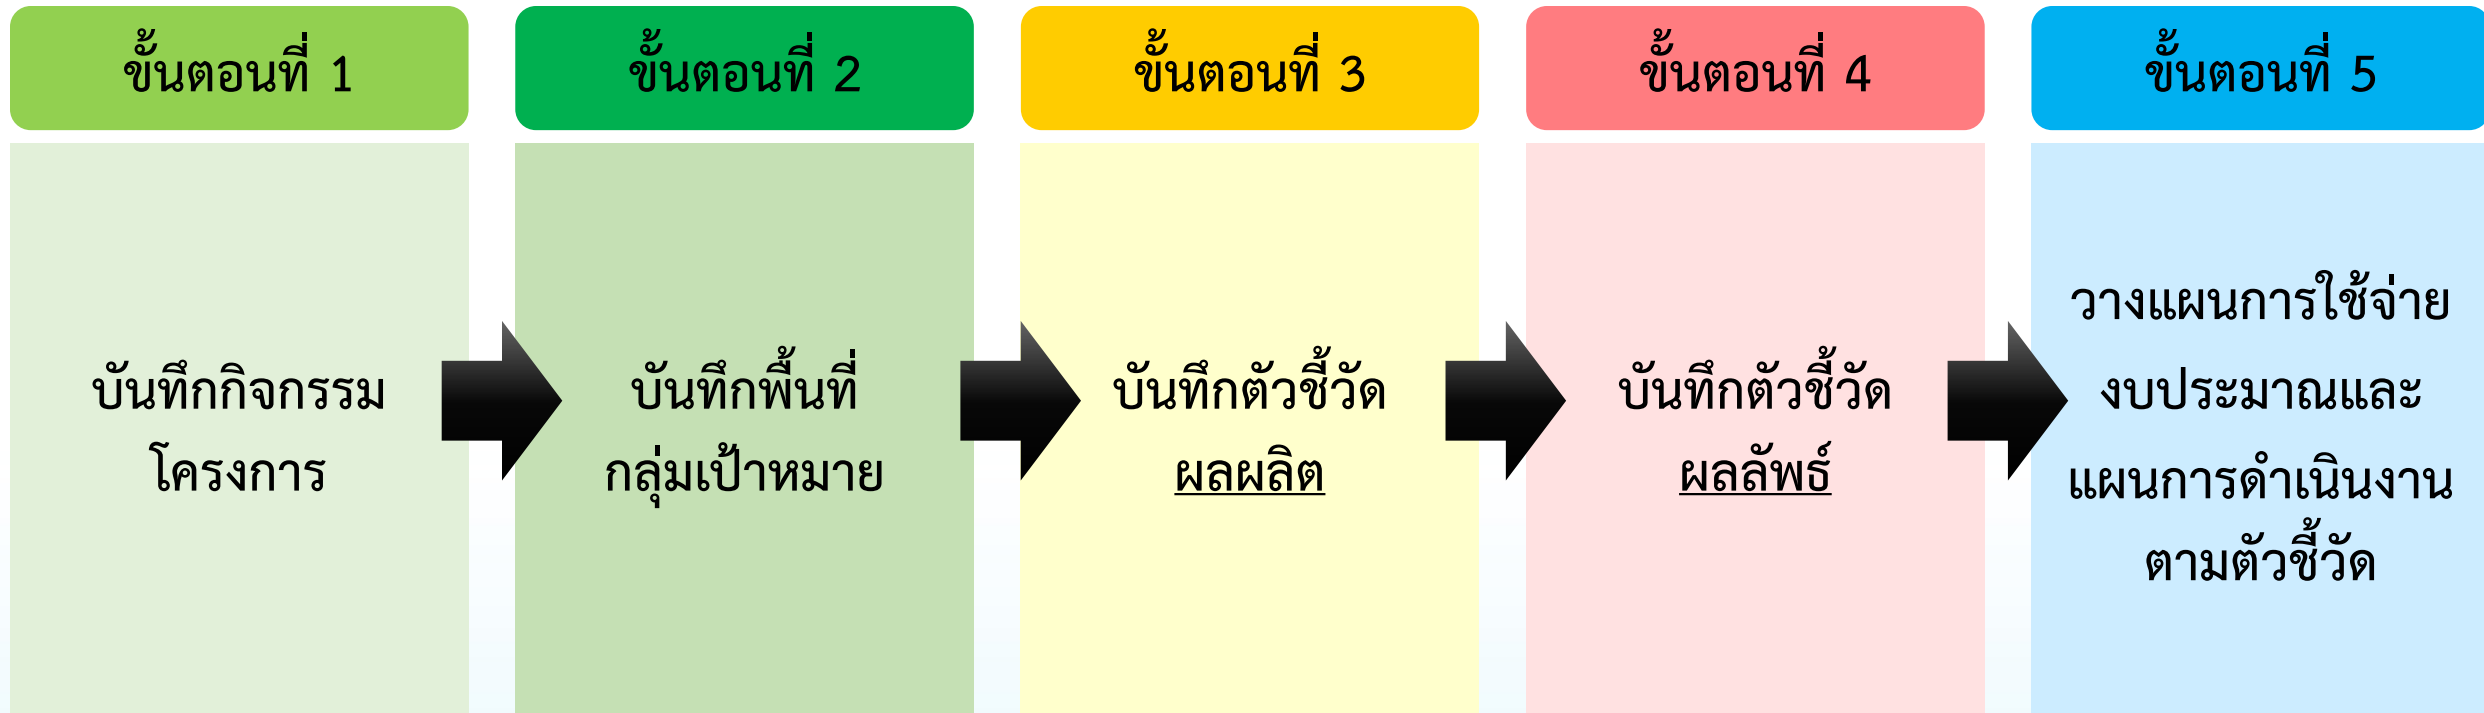 ขั้นตอนที่ 1
บันทึกกิจกรรม
โครงการ
ขั้นตอนที่ 2
บันทึกพื้นที่
กลุ่มเป้าหมาย
ขั้นตอนที่ 3
บันทึกตัวชี้วัด
ผลผลิต
ขั้นตอนที่ 4
บันทึกตัวชี้วัด
ผลลัพธ์
ขั้นตอนที่ 5
วางแผนการใช้จ่าย
งบประมาณและ
แผนการดำเนินงาน
ตามตัวชี้วัด